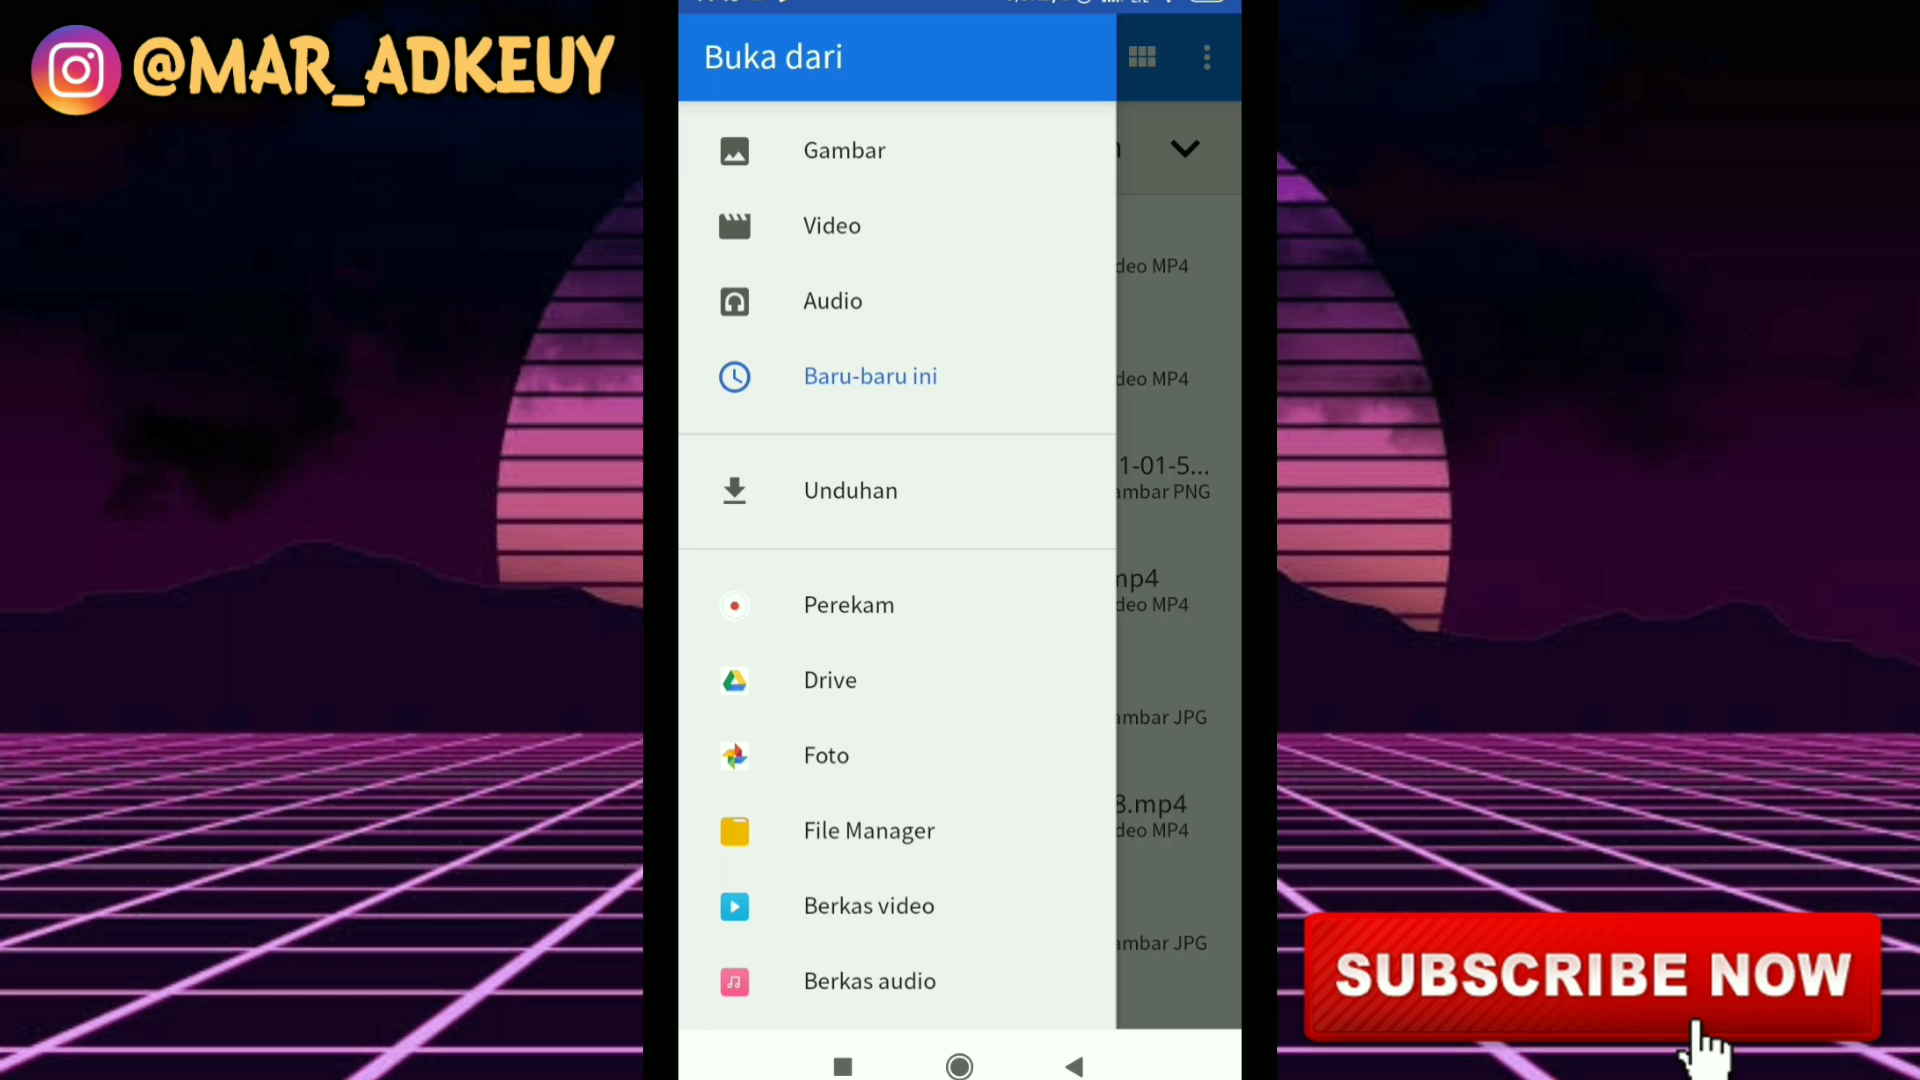 @MAR_ADKEUY
Buka dari
Gambar
Video
Audio
Baru-baru ini
Unduhan
Perekam
Drive
Foto
File Manager
Berkas video
Berkas audio
deo MP4
deo MP4
1-01-5...
ambar PNG
mp4
deo MP4
ambar JPG
8.mp4
deo MP4
ambar JPG
SUBSCRIBE NOW